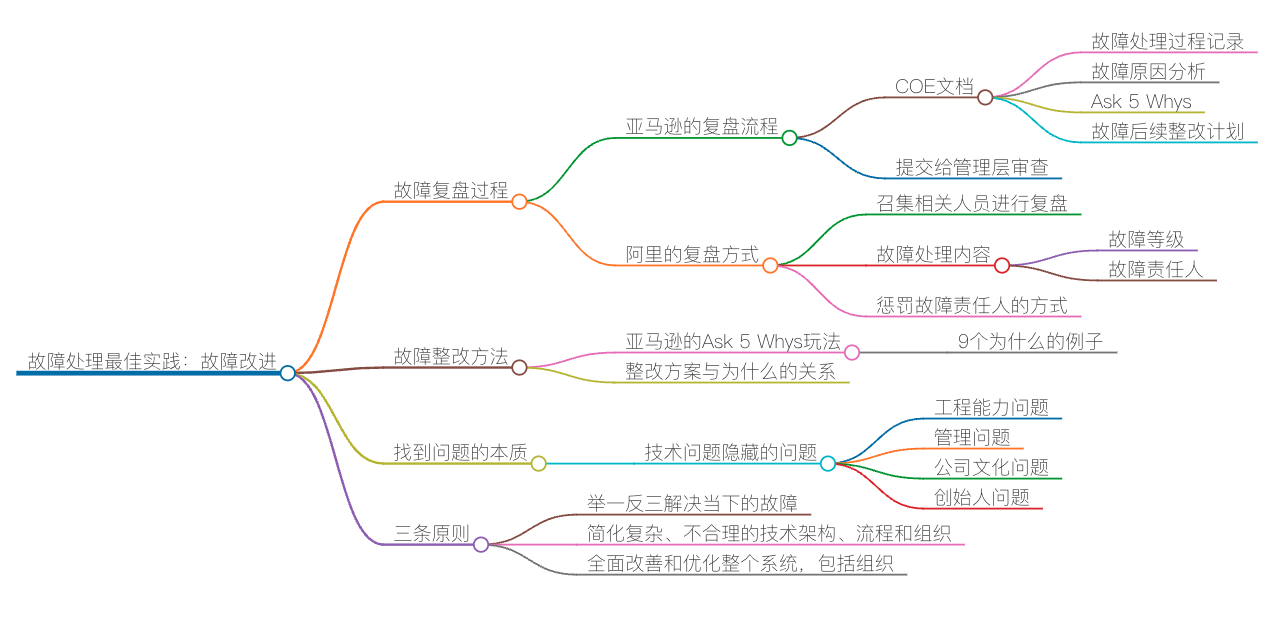 故障处理最佳实践：故障改进
故障复盘过程
亚马逊的复盘流程
COE文档
故障处理过程记录
故障原因分析
Ask 5 Whys
故障后续整改计划
提交给管理层审查
阿里的复盘方式
召集相关人员进行复盘
故障处理内容
故障等级
故障责任人
惩罚故障责任人的方式
故障整改方法
亚马逊的Ask 5 Whys玩法
9个为什么的例子
整改方案与为什么的关系
找到问题的本质
技术问题隐藏的问题
工程能力问题
管理问题
公司文化问题
创始人问题
三条原则
举一反三解决当下的故障
简化复杂、不合理的技术架构、流程和组织
全面改善和优化整个系统，包括组织